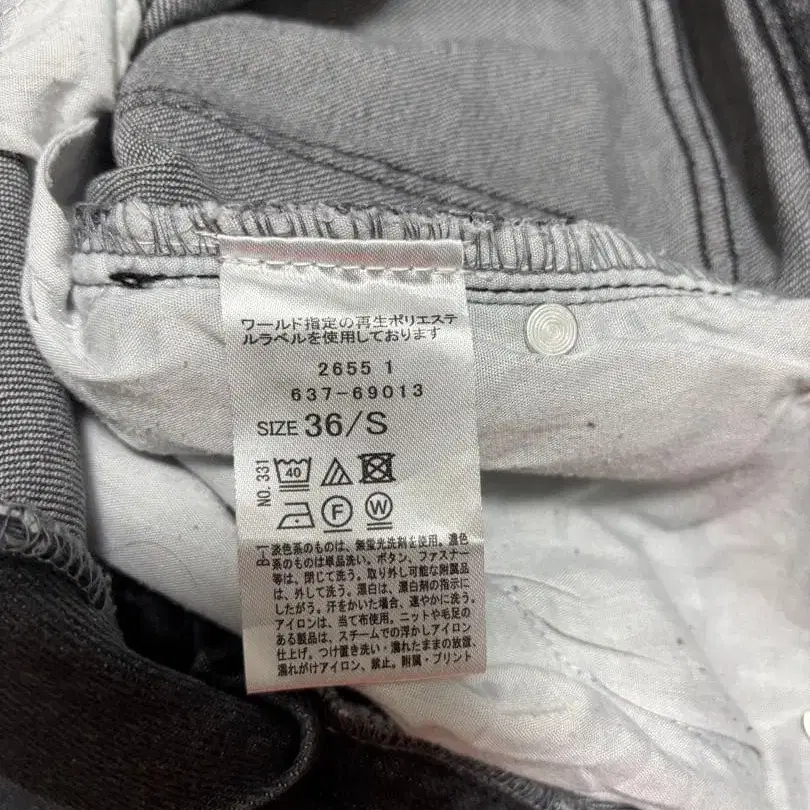 ワールド指定の再生ポリエステ
ルラベルを使用しております
2655 1
637-69013
SIZE 36/S
NO. 331
40
F
W
B-1
淡色系のものは、無蛍光洗剤を使用。濃色
系のものは単品洗い。ボタン、ファスナー
等は、閉じて洗う。取り外し可能な附属品
は、外して洗う。漂白は、漂白剤の指示に
したがう。汗をかいた場合、速やかに洗う。
アイロンは、当て布使用。ニットや毛足の
ある製品は、スチームでの浮かしアイロン
仕上げ。つけ置き洗い・濡れたままの放置、
濡れがけアイロン、禁止。附属・プリント